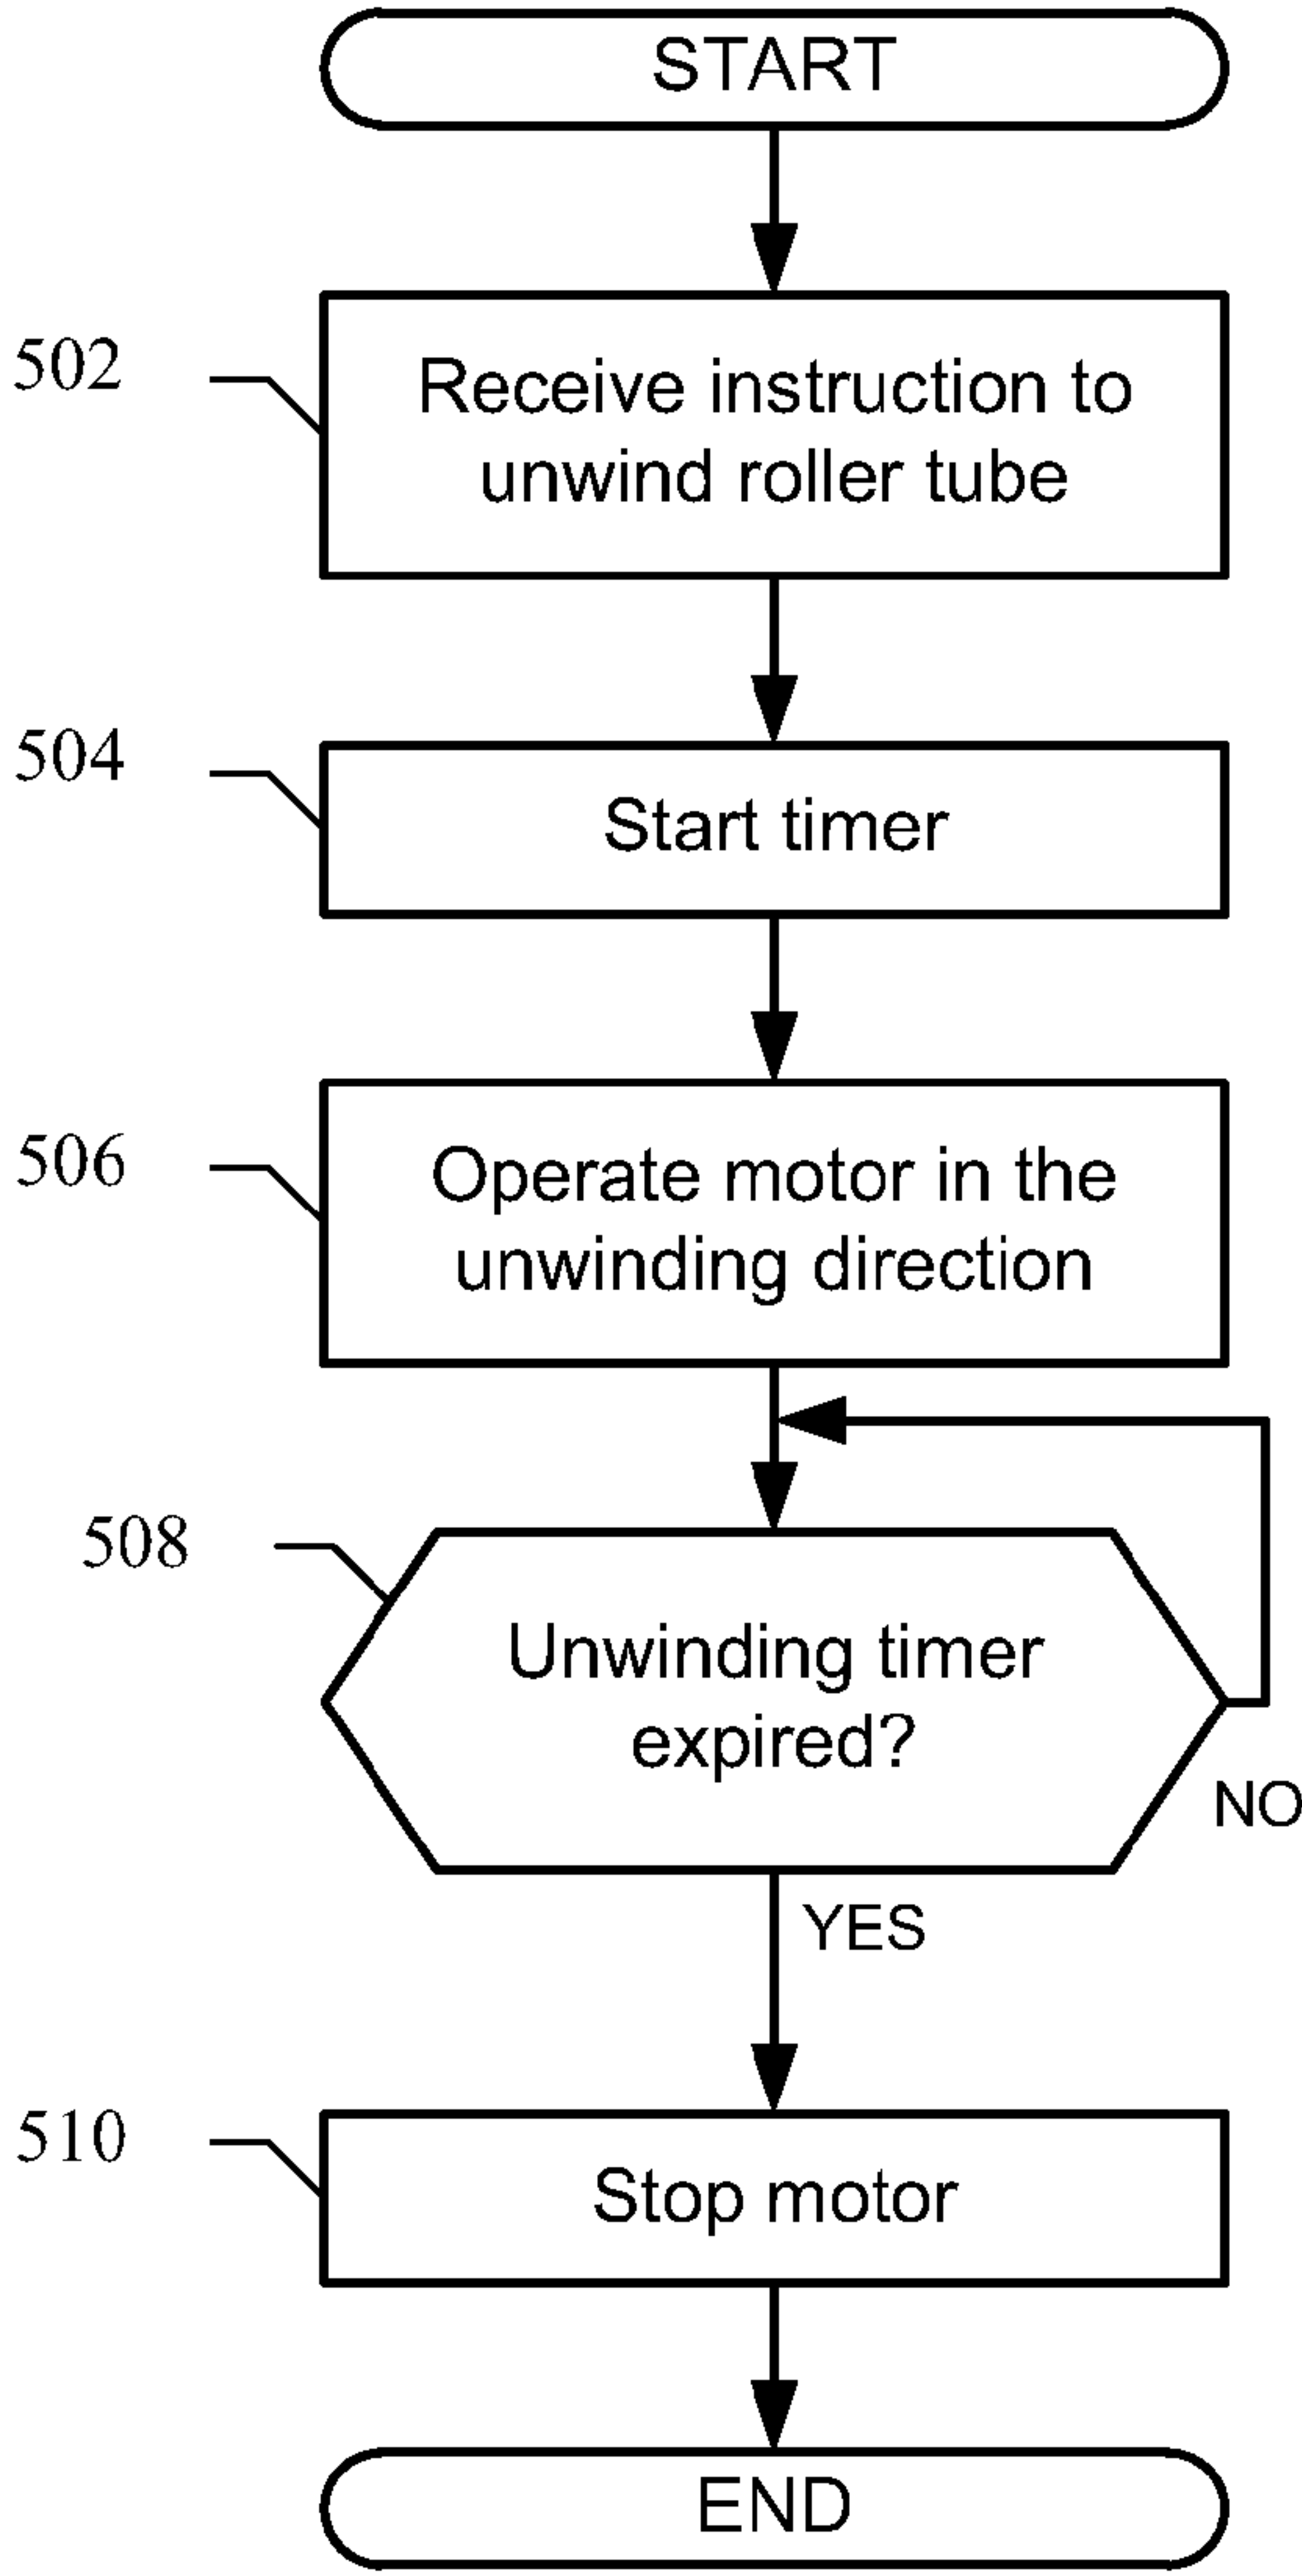 START
502
Receive instruction to
unwind roller tube
504
Start timer
506
Operate motor in the
unwinding direction
508
Unwinding timer
expired?
NO
YES
510
Stop motor
END